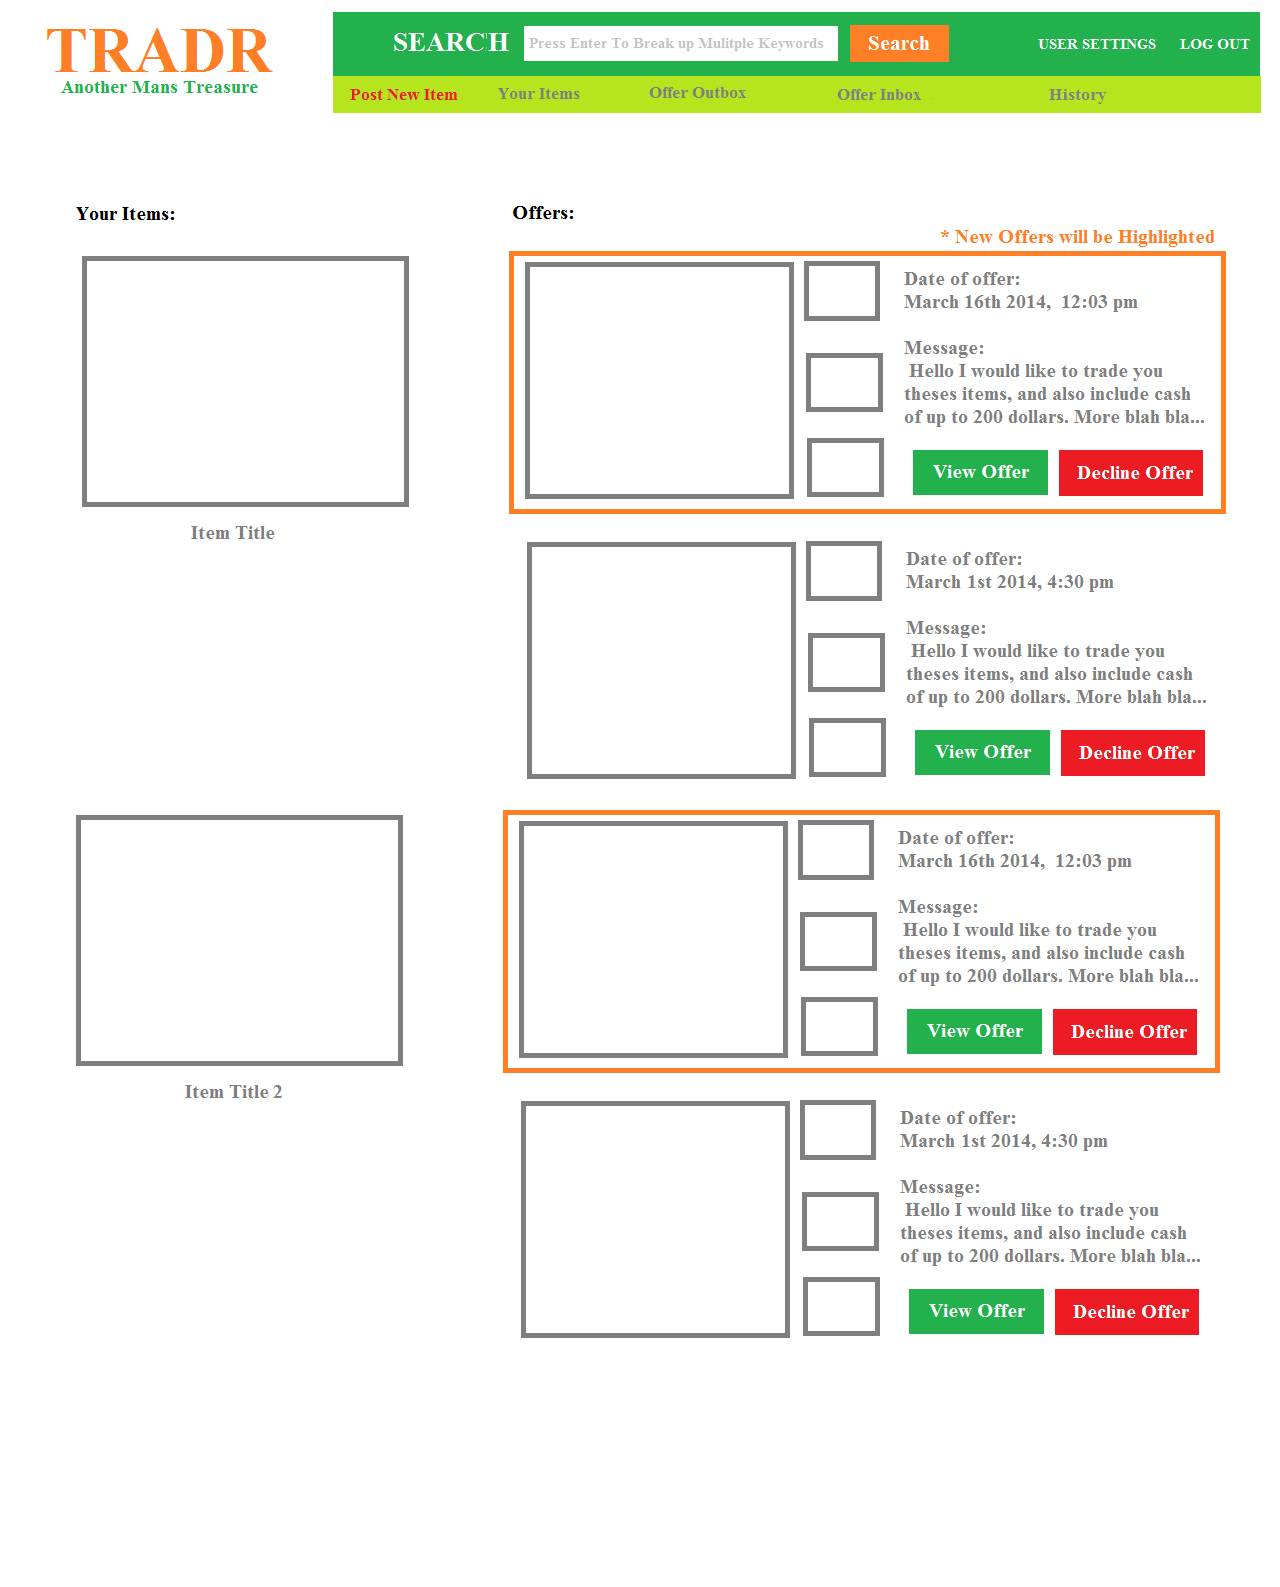 TRADR
Another Mans Treasure
SEARCH
Press Enter To Break up Mulitple Keywords
Search
USER SETTINGS
LOG OUT
Post New Item
Your Items
Offer Outbox
Offer Inbox
History
Your Items:
Offers:
* New Offers will be Highlighted
Item Title
Date of offer:
March 16th 2014,  12:03 pm
Message:
Hello I would like to trade you
theses items, and also include cash
of up to 200 dollars. More blah bla...
View Offer
Decline Offer
Date of offer:
March 1st 2014, 4:30 pm
Message:
Hello I would like to trade you
theses items, and also include cash
of up to 200 dollars. More blah bla...
View Offer
Decline Offer
Item Title 2
Date of offer:
March 16th 2014,  12:03 pm
Message:
Hello I would like to trade you
theses items, and also include cash
of up to 200 dollars. More blah bla...
View Offer
Decline Offer
Date of offer:
March 1st 2014, 4:30 pm
Message:
Hello I would like to trade you
theses items, and also include cash
of up to 200 dollars. More blah bla...
View Offer
Decline Offer